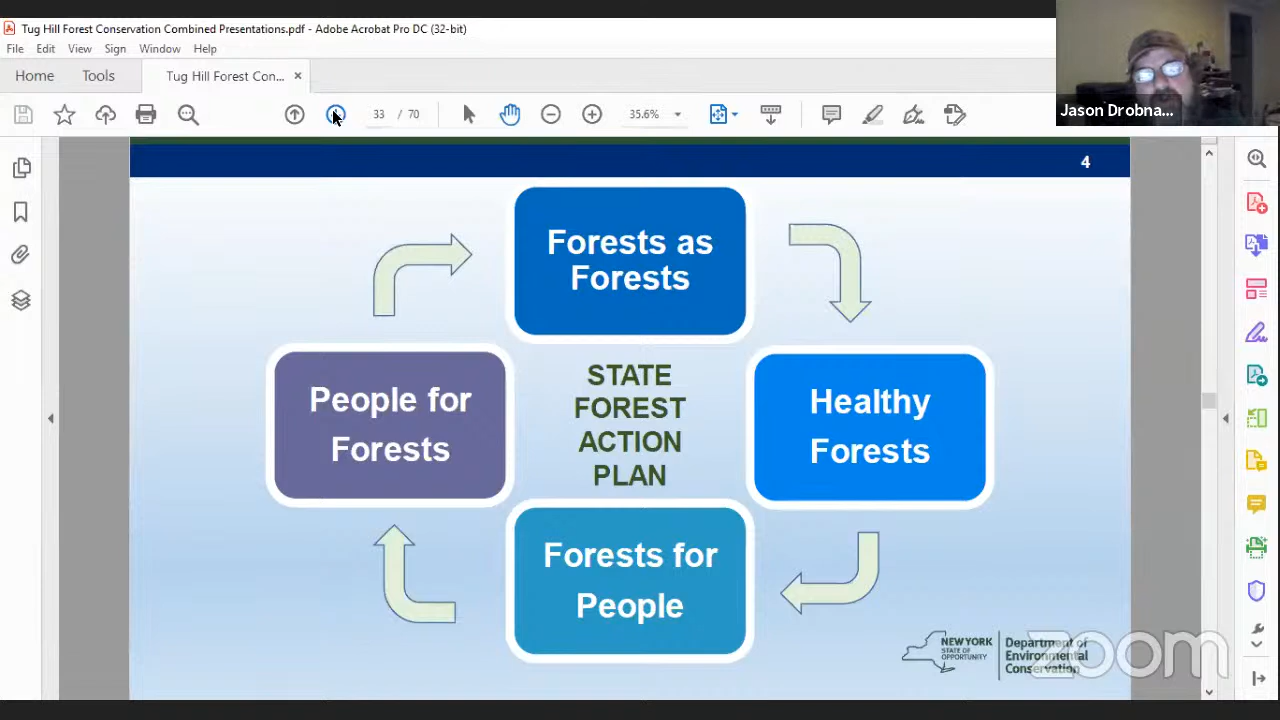 Tug Hill Forest Conservation Combined Presentations.pdf - Adobe Acrobat Pro DC (32-bit)
File Edit View Sign Window Help
Home Tools Tug Hill Forest Con... ×
33 / 70 35.6%
Jason Drobna...
4
Forests as
Forests
People for
Forests
STATE
FOREST
ACTION
PLAN
Healthy
Forests
Forests for
People
NEW YORK
STATE OF
OPPORTUNITY
Department of
Environmental
Conservation
zoom